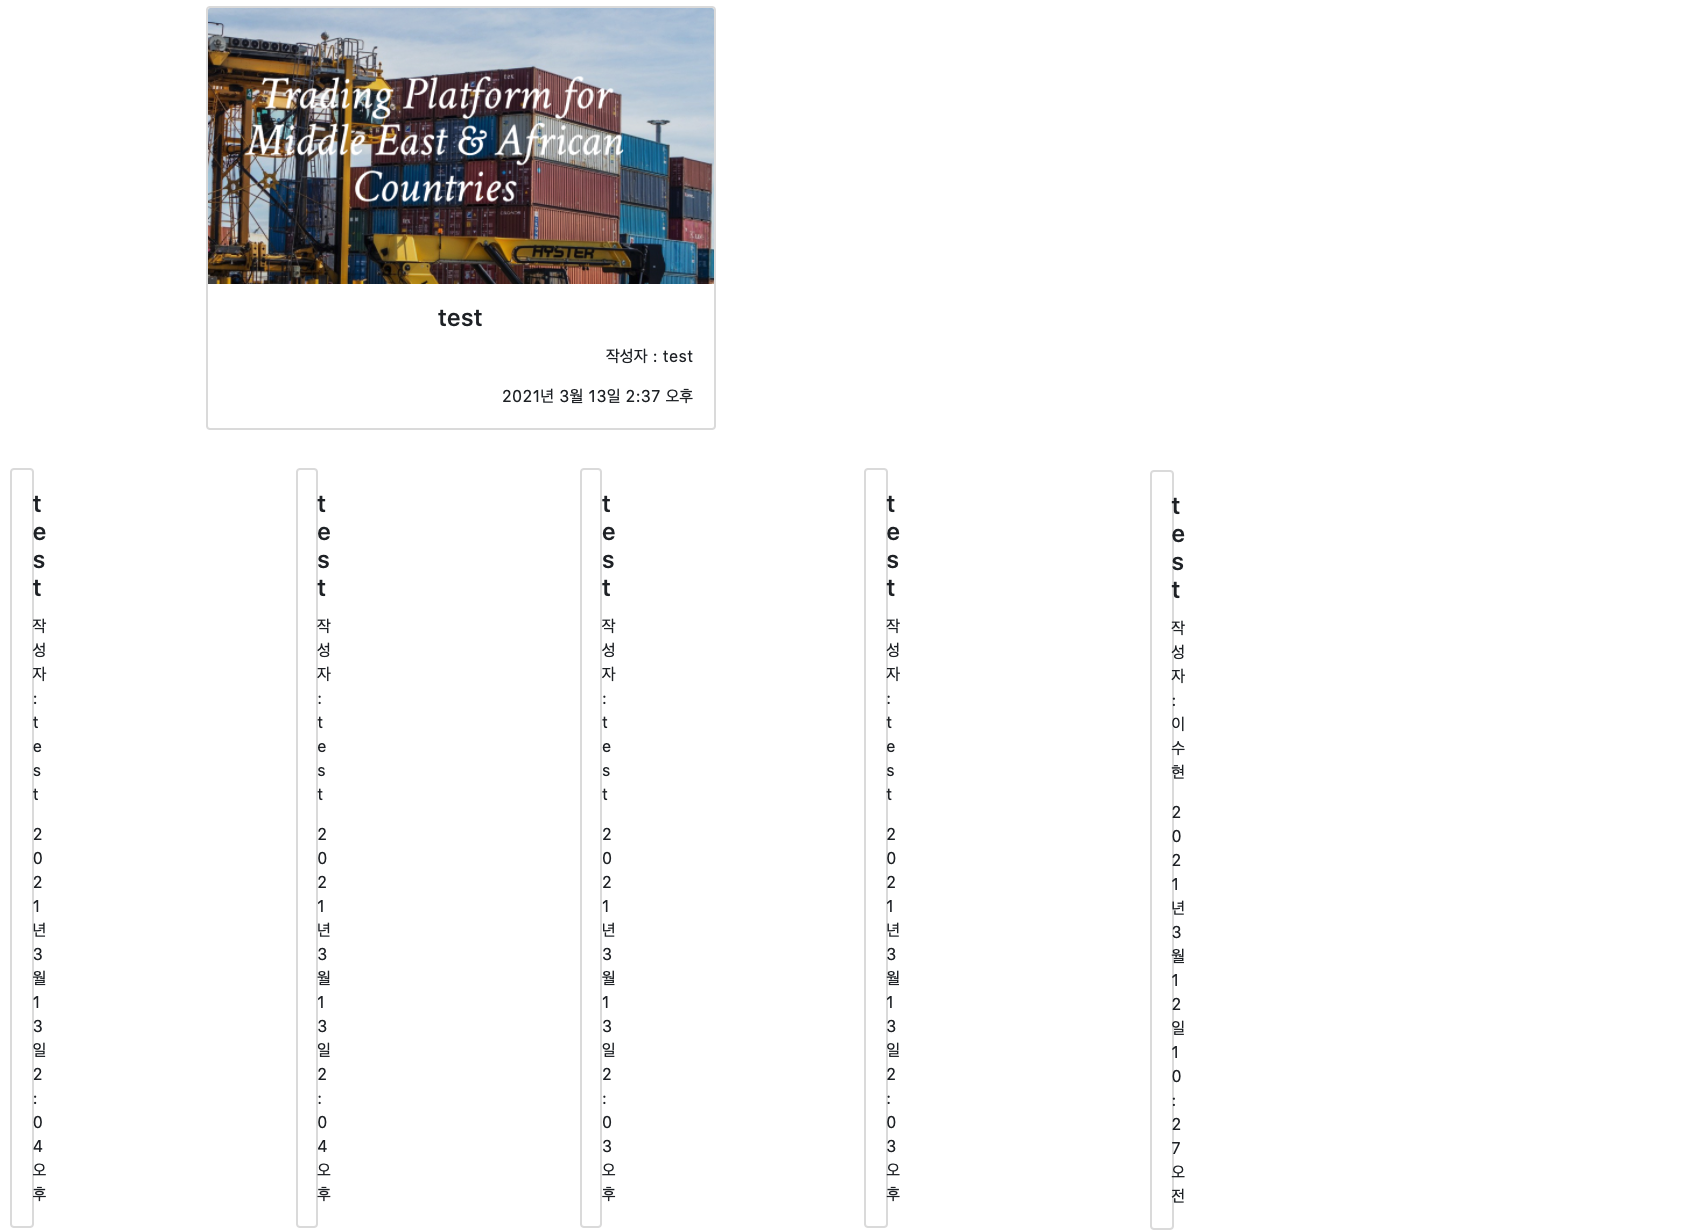 Trading Platform for
Middle East & African
Countries
HYSTER
test
작성자 : test
2021년 3월 13일 2:37 오후
test
작성자 : test
2021년 3월 13일 2:04 오후
test
작성자 : test
2021년 3월 13일 2:04 오후
test
작성자 : test
2021년 3월 13일 2:03 오후
test
작성자 : test
2021년 3월 13일 2:03 오후
test
작성자 : 이수현
2021년 3월 12일 10:27 오전